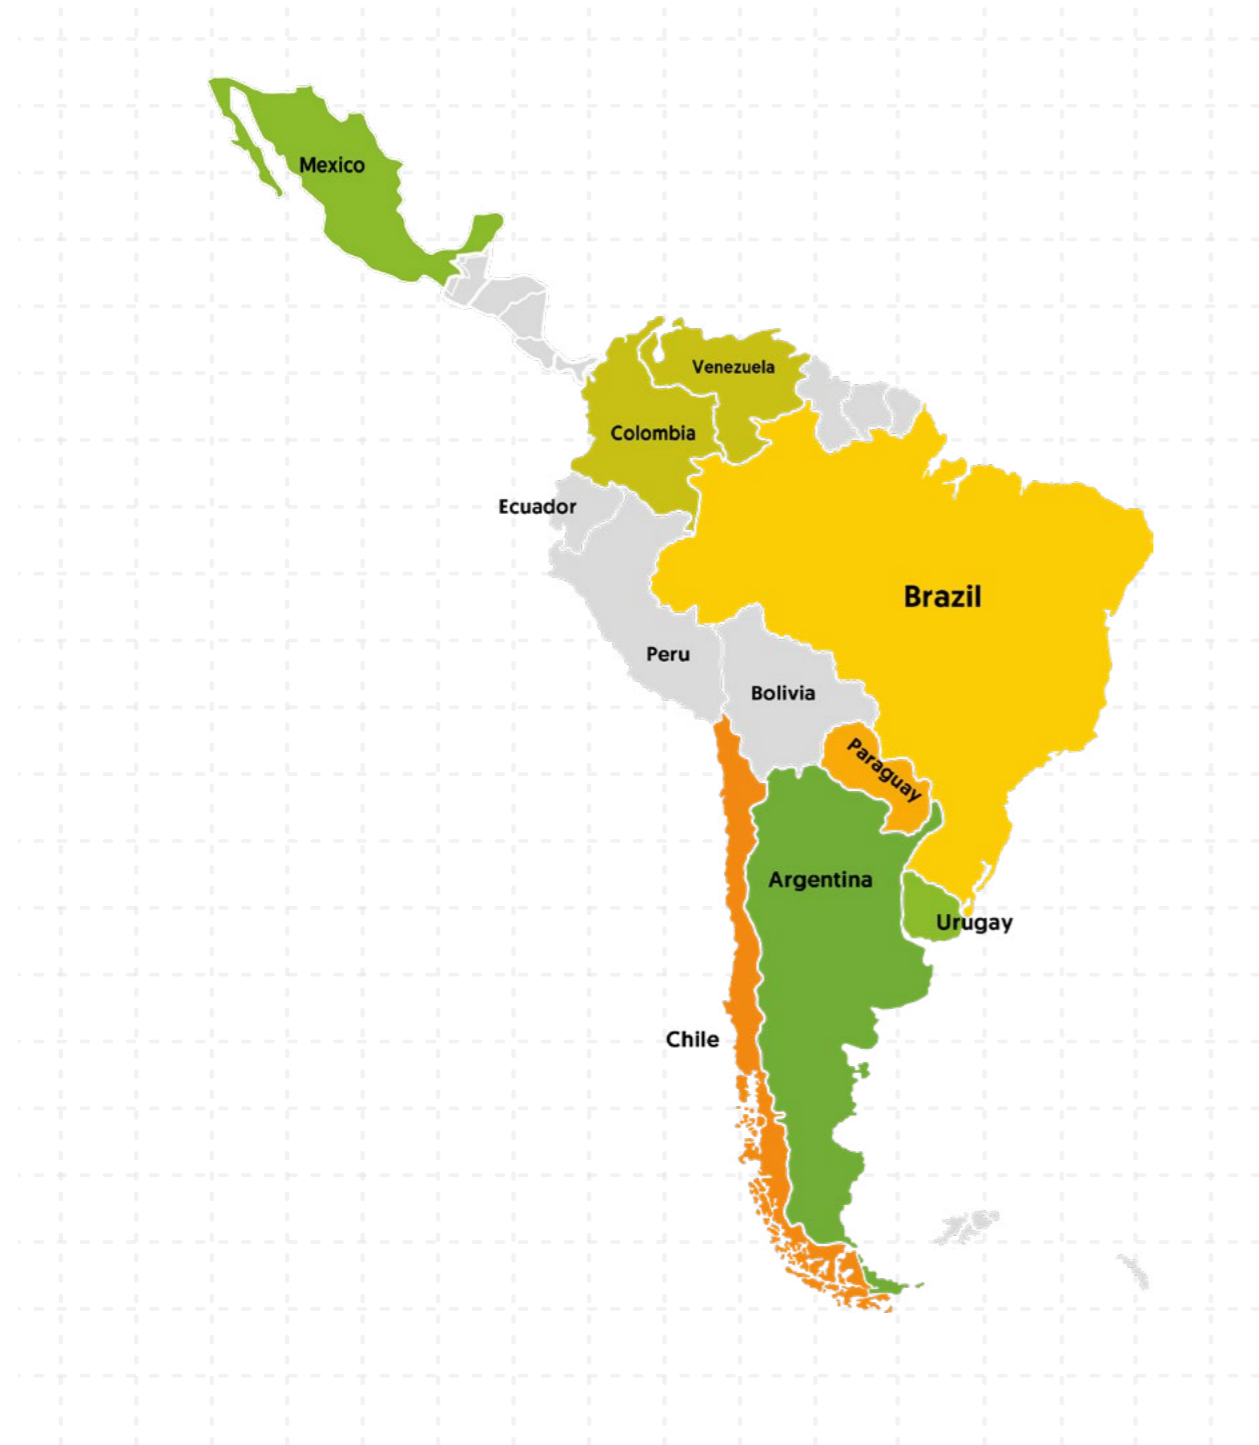 Mexico
Venezuela
Colombia
Ecuador
Brazil
Peru
Bolivia
Paraguay
Argentina
Urugay
Chile